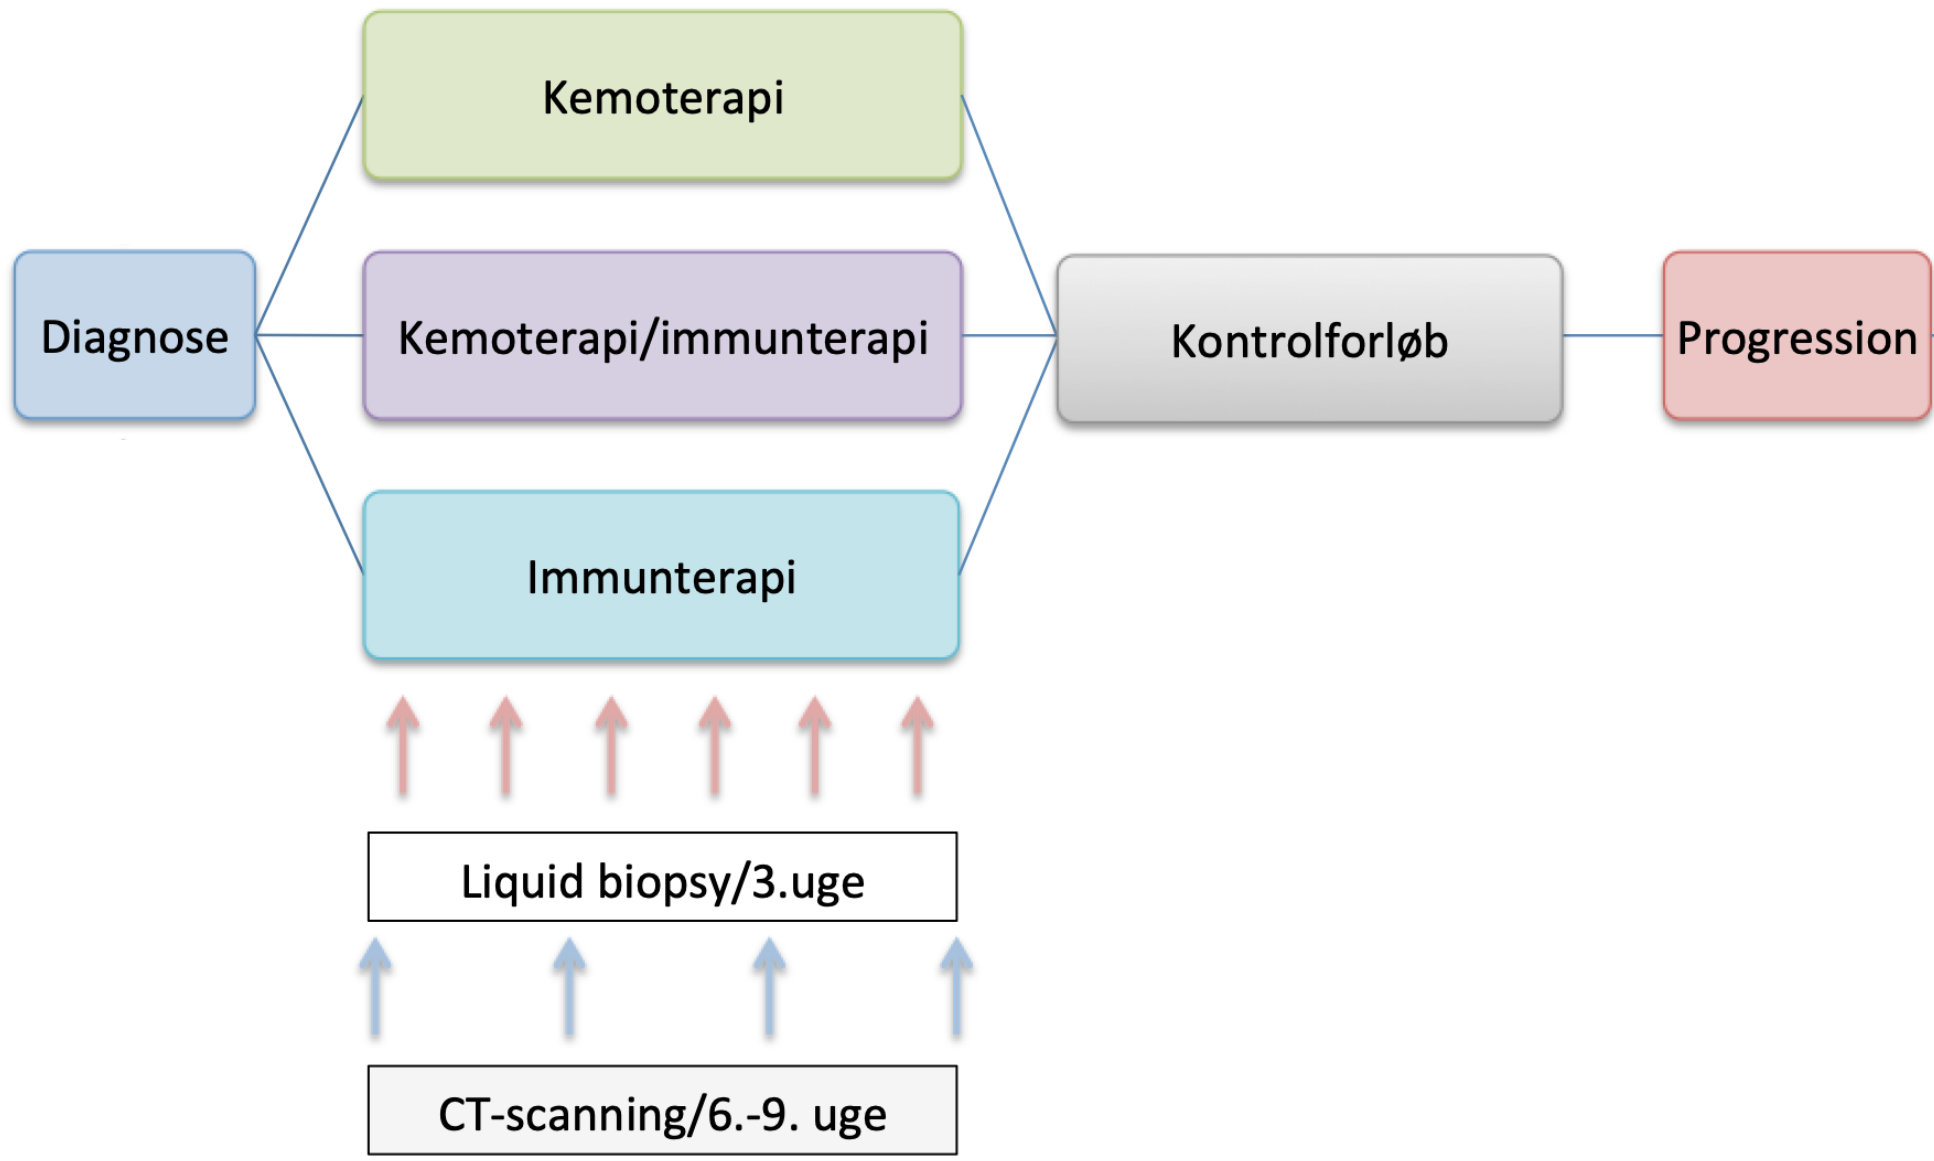 Kemoterapi
Diagnose
Kemoterapi/immunterapi
Kontrolforløb
Progression
Immunterapi
Liquid biopsy/3.uge
CT-scanning/6.-9. uge